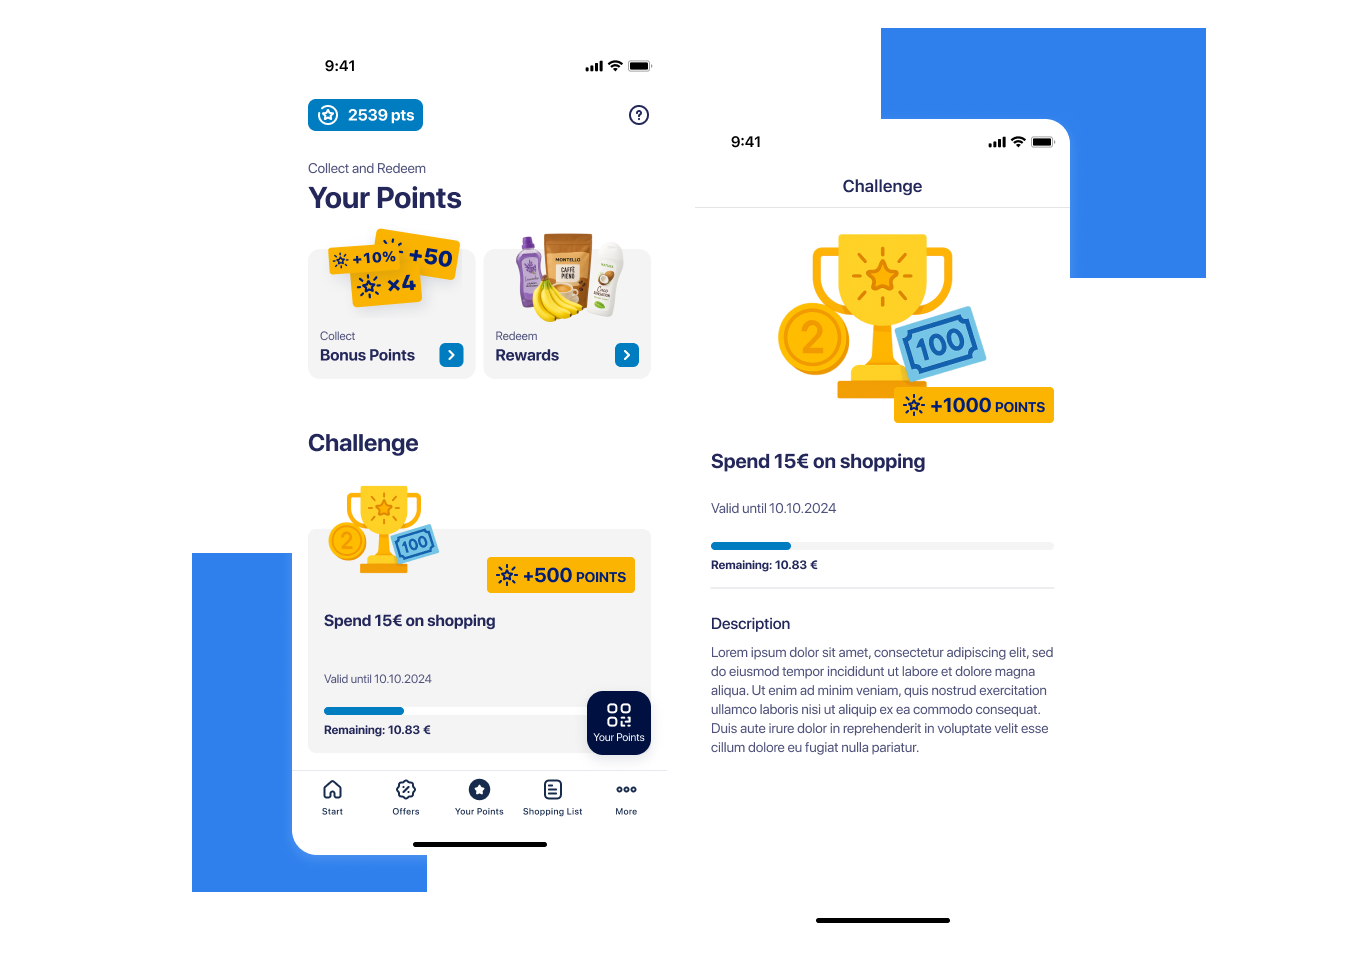 9:41
2539 pts
Collect and Redeem
Your Points
+10%
+50
×4
MONTELLO
CAFFÈ
PIENO
Collect
Bonus Points
Redeem
Rewards
Challenge
2
100
+500 POINTS
Spend 15€ on shopping
Valid until 10.10.2024
Remaining: 10.83 €
Your Points
Start
Offers
Your Points
Shopping List
More
9:41
Challenge
2
100
+1000 POINTS
Spend 15€ on shopping
Valid until 10.10.2024
Remaining: 10.83 €
Description
Lorem ipsum dolor sit amet, consectetur adipiscing elit, sed
do eiusmod tempor incididunt ut labore et dolore magna
aliqua. Ut enim ad minim veniam, quis nostrud exercitation
ullamco laboris nisi ut aliquip ex ea commodo consequat.
Duis aute irure dolor in reprehenderit in voluptate velit esse
cillum dolore eu fugiat nulla pariatur.